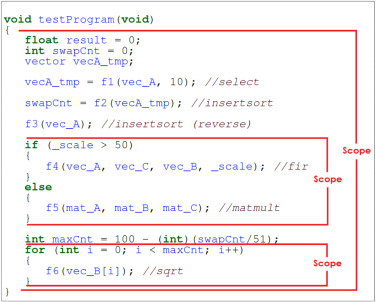 void testProgram(void)
{
float result = 0;
int swapCnt = 0;
vector vecA_tmp;
vecA_tmp = f1(vec_A, 10); //select
swapCnt = f2(vecA_tmp); //insertsort
f3(vec_A); //insertsort (reverse)
if (_scale > 50)
{
f4(vec_A, vec_C, vec_B, _scale); //fir
}
else
{
f5(mat_A, mat_B, mat_C); //matmult
}
int maxCnt = 100 - (int)(swapCnt/51);
for (int i = 0; i < maxCnt; i++)
{
f6(vec_B[i]); //sqrt
}
}
Scope
Scope
Scope